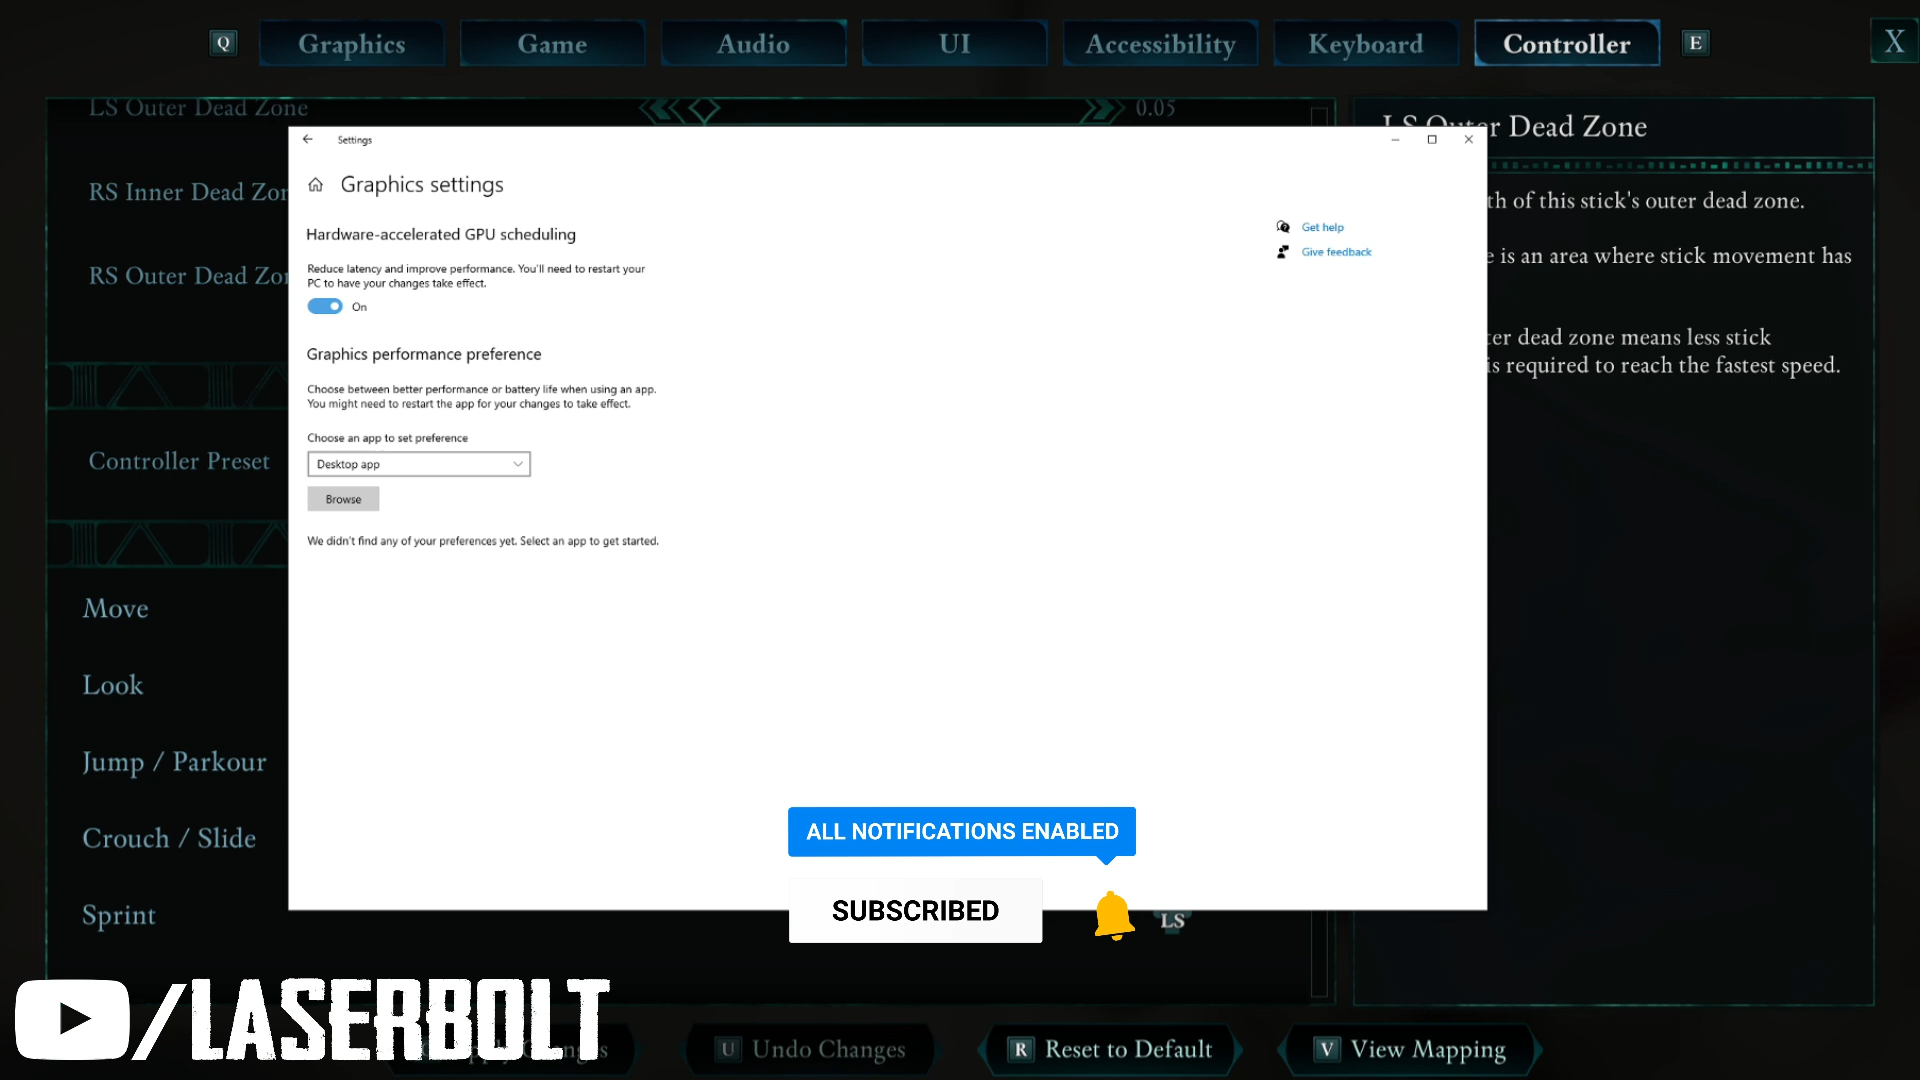 Q
Graphics
Game
Audio
UI
Accessibility
Keyboard
Controller
E
X
LS Outer Dead Zone
0.05
RS Inner Dead Zon
RS Outer Dead Zo
Controller Preset
Move
Look
Jump / Parkour
Crouch / Slide
Sprint
Settings
Graphics settings
Hardware-accelerated GPU scheduling
Reduce latency and improve performance. You'll need to restart your
PC to have your changes take effect.
On
Graphics performance preference
Choose between better performance or battery life when using an app.
You might need to restart the app for your changes to take effect.
Choose an app to set preference
Desktop app
Browse
We didn't find any of your preferences yet. Select an app to get started.
Get help
Give feedback
LS Outer Dead Zone
th of this stick's outer dead zone.
e is an area where stick movement has
ter dead zone means less stick
is required to reach the fastest speed.
ALL NOTIFICATIONS ENABLED
SUBSCRIBED
LS
/LASERBOLT
U Undo Changes
R Reset to Default
V View Mapping